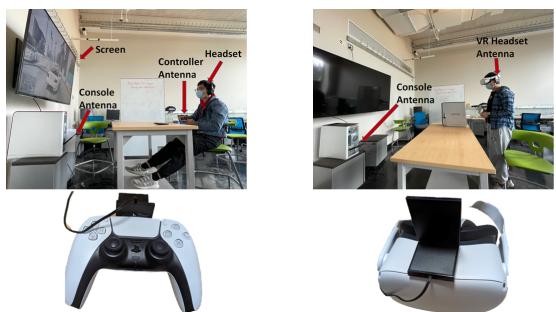 Screen
Headset
Controller
Antenna
Console
Antenna
VR Headset
Antenna
Console
Antenna